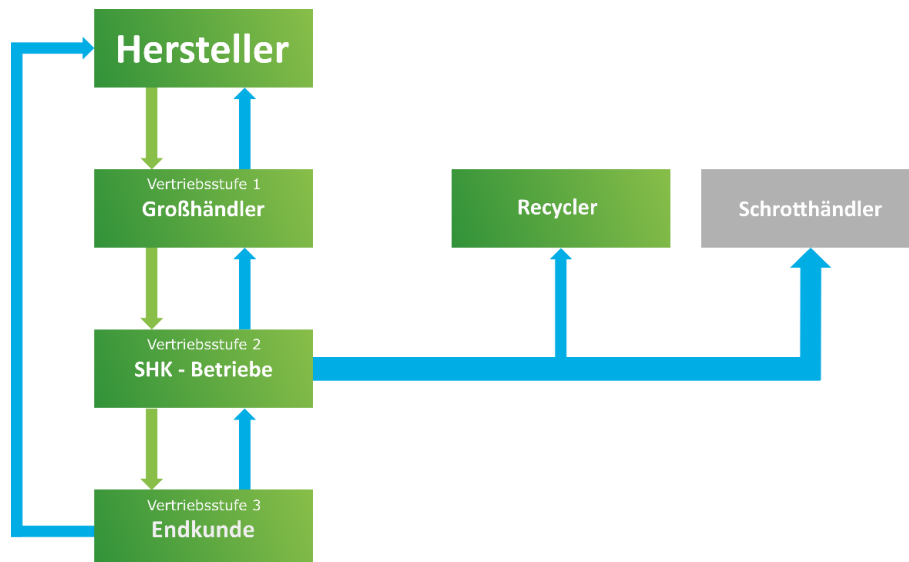 Hersteller
Vertriebsstufe 1
Großhändler
Recycler
Schrotthändler
Vertriebsstufe 2
SHK - Betriebe
Vertriebsstufe 3
Endkunde